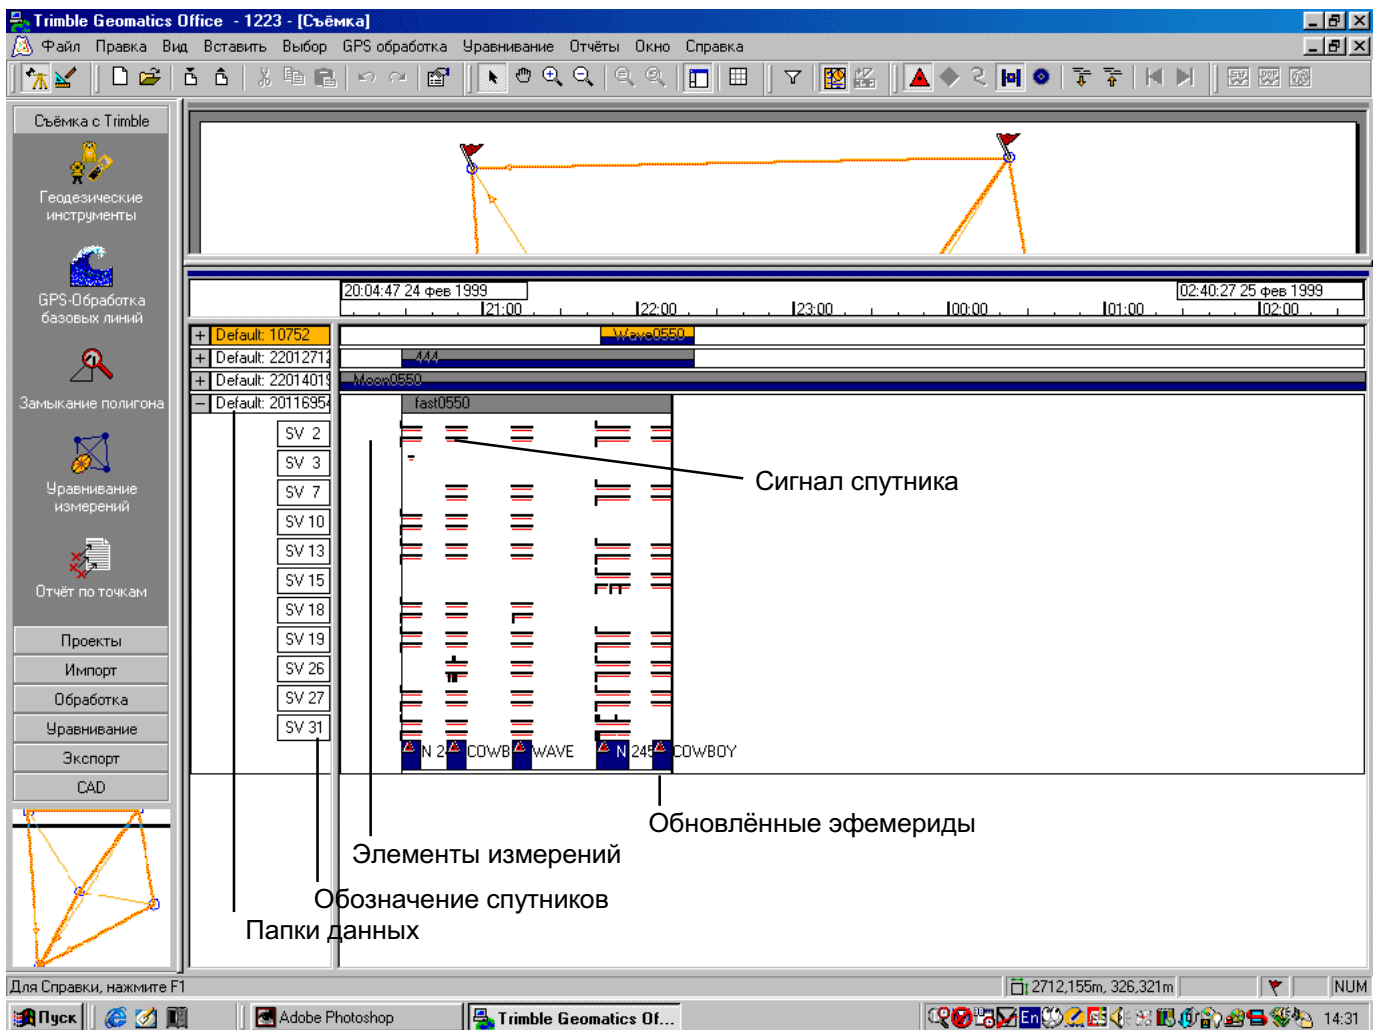 Trimble Geomatics Office - 1223 - [Съёмка]
Файл Правка Вид Вставить Выбор GPS обработка Уравнивание Отчёты Окно Справка
Съёмка с Trimble
Геодезические
инструменты
GPS-Обработка
базовых линий
Замыкание полигона
Уравнивание
измерений
Отчёт по точкам
Проекты
Импорт
Обработка
Уравнивание
Экспорт
CAD
20:04:47 24 фев 1999
02:40:27 25 фев 1999
21:00 22:00 23:00 00:00 01:00 02:00
Default: 10752 Wave0550
Default: 22012712 444
Default: 22014019 Moon0550
Default: 20116954 fast0550
SV 2
SV 3
SV 7
SV 10
SV 13
SV 15
SV 18
SV 19
SV 26
SV 27
SV 31
N 2 COWB WAVE N 245 COWBOY
Сигнал спутника
Обновлённые эфемериды
Элементы измерений
Обозначение спутников
Папки данных
Для Справки, нажмите F1
2712,155m, 326,321m
NUM
Пуск Adobe Photoshop Trimble Geomatics Of... En 14:31